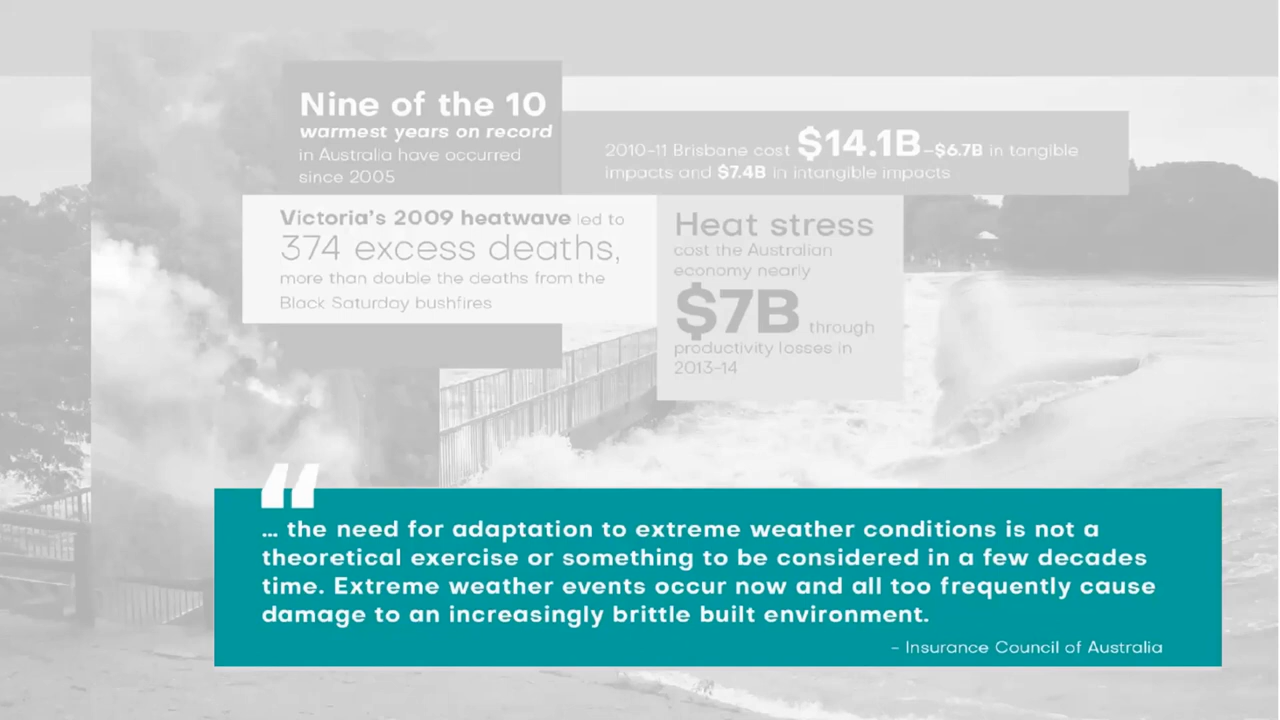 Nine of the 10
warmest years on record
in Australia have occurred
since 2005
2010-11 Brisbane cost $14.1B-$6.7B in tangible
impacts and $7.4B in intangible impacts
Victoria's 2009 heatwave led to
374 excess deaths,
more than double the deaths from the
Black Saturday bushfires
Heat stress
cost the Australian
economy nearly
$7B through
productivity losses in
2013-14
“
... the need for adaptation to extreme weather conditions is not a
theoretical exercise or something to be considered in a few decades
time. Extreme weather events occur now and all too frequently cause
damage to an increasingly brittle built environment.
- Insurance Council of Australia